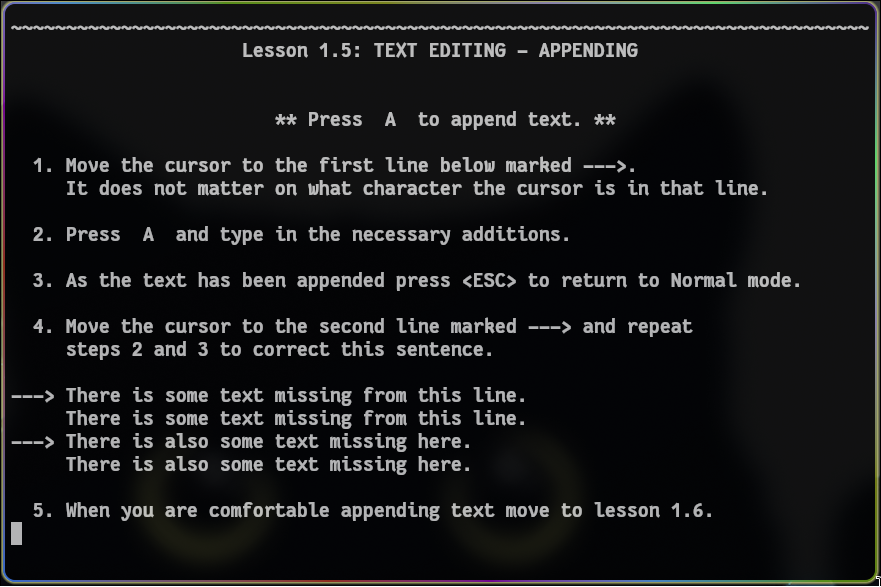 ~~~~~~~~~~~~~~~~~~~~~~~~~~~~~~~~~~~~~~~~~~~~~~~~~~~~~~~~~~~~~~~~~~~~~~~~~~~~~~
Lesson 1.5: TEXT EDITING - APPENDING
** Press  A  to append text. **
1. Move the cursor to the first line below marked --->.
It does not matter on what character the cursor is in that line.
2. Press  A  and type in the necessary additions.
3. As the text has been appended press <ESC> to return to Normal mode.
4. Move the cursor to the second line marked ---> and repeat
steps 2 and 3 to correct this sentence.
---> There is some text missing from this line.
There is some text missing from this line.
---> There is also some text missing here.
There is also some text missing here.
5. When you are comfortable appending text move to lesson 1.6.